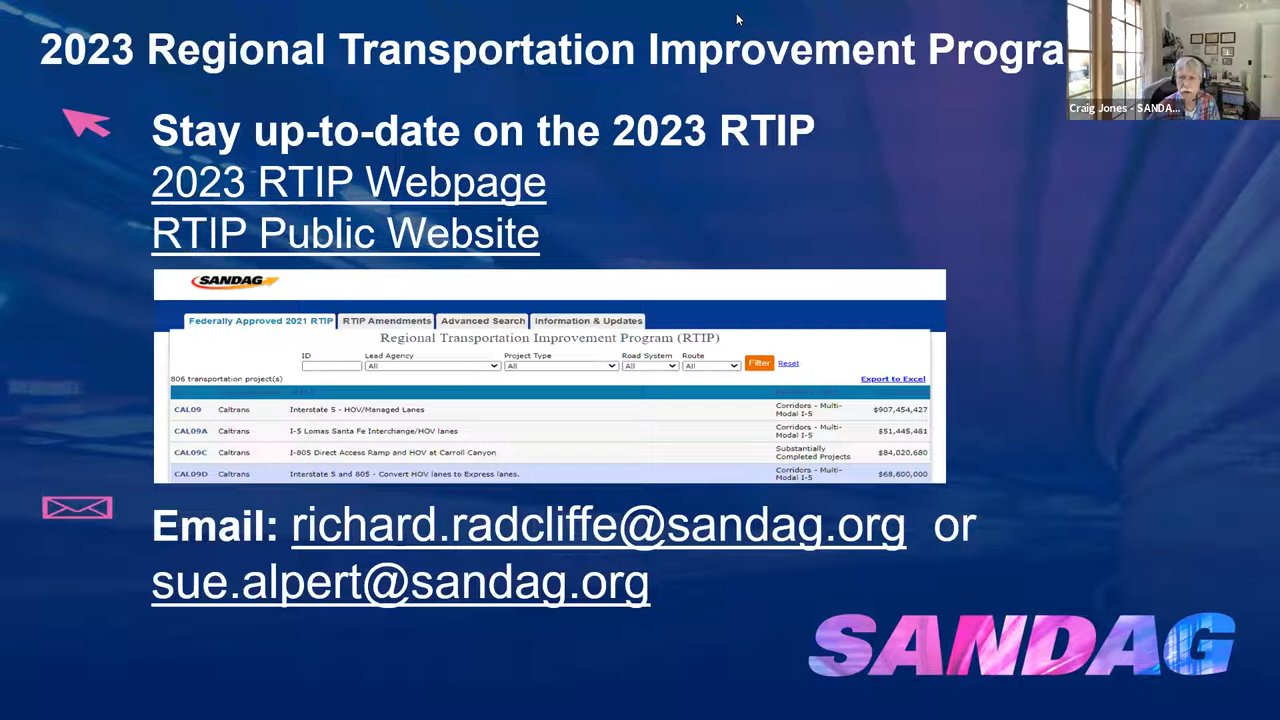 2023 Regional Transportation Improvement Progra
Craig Jones - SANDA...
Stay up-to-date on the 2023 RTIP
2023 RTIP Webpage
RTIP Public Website
SANDAG
Federally Approved 2021 RTIP RTIP Amendments Advanced Search Information & Updates
Regional Transportation Improvement Program (RTIP)
ID Lead Agency Project Type Road System Route
All All All All Filter Reset
806 transportation project(s) Export to Excel
CAL09 Caltrans Interstate 5 - HOV/Managed Lanes Corridors - Multi-Modal I-5 $907,454,427
CAL09A Caltrans I-5 Lomas Santa Fe Interchange/HOV lanes Corridors - Multi-Modal I-5 $51,445,481
CAL09C Caltrans I-805 Direct Access Ramp and HOV at Carroll Canyon Substantially Completed Projects $84,020,680
CAL09D Caltrans Interstate 5 and 805 - Convert HOV lanes to Express lanes. Corridors - Multi-Modal I-5 $68,600,000
Email: richard.radcliffe@sandag.org or
sue.alpert@sandag.org
SANDAG